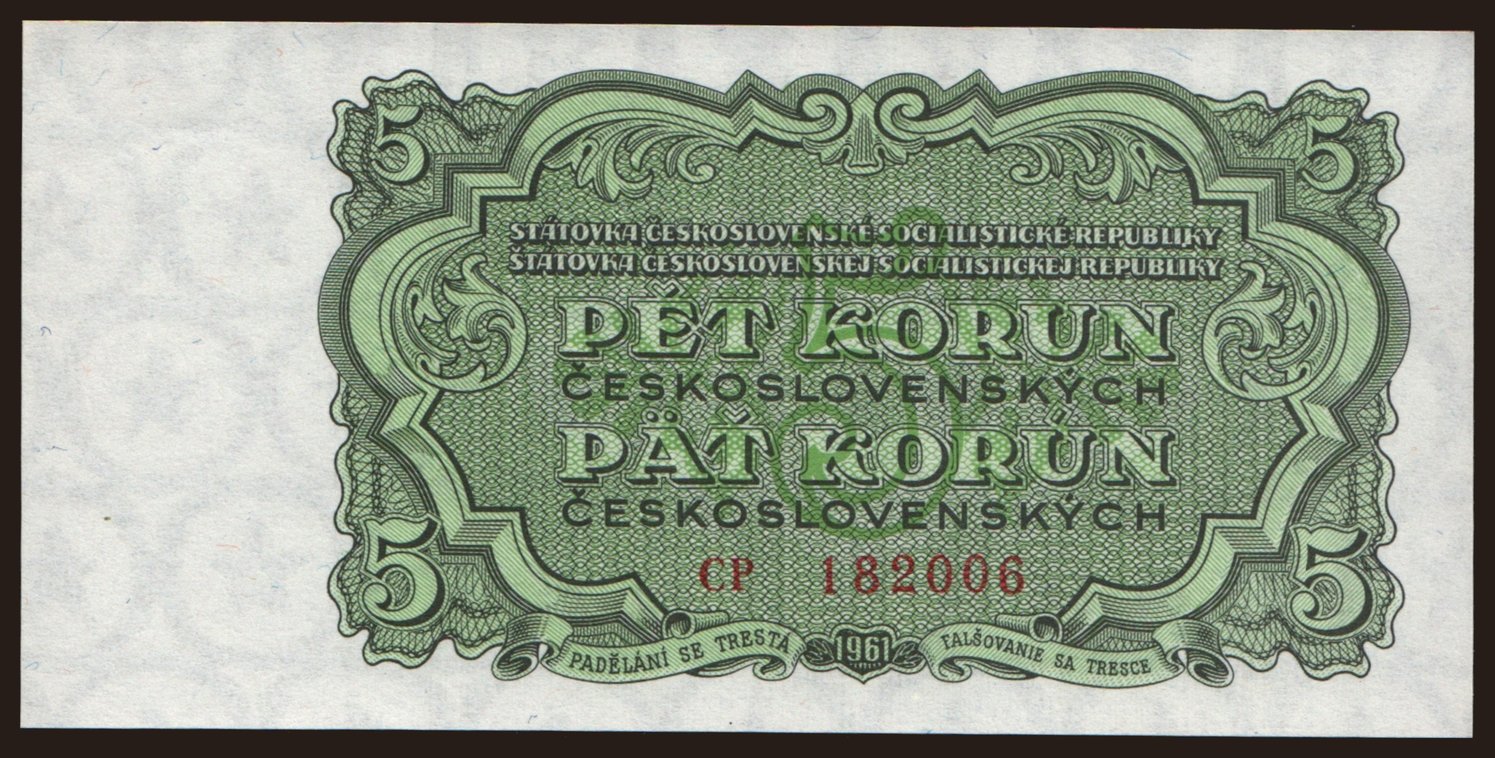 5 5
STÁTOVKA ČESKOSLOVENSKÉ SOCIALISTICKÉ REPUBLIKY
ŠTÁTOVKA ČESKOSLOVENSKEJ SOCIALISTICKEJ REPUBLIKY
PĚT KORUN
ČESKOSLOVENSKÝCH
PÄŤ KORÚN
ČESKOSLOVENSKÝCH
5 5
CP 182006
PADĚLÁNÍ SE TRESTÁ 1961 FALŠOVANIE SA TRESCE